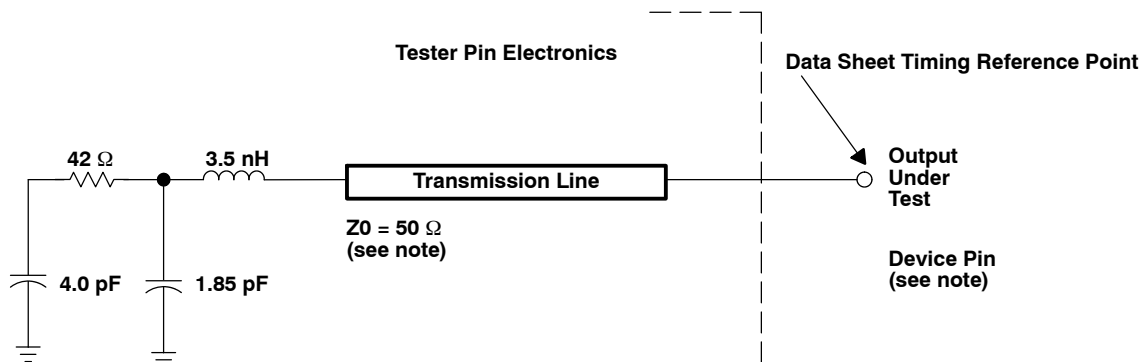 Tester Pin Electronics
Data Sheet Timing Reference Point
42 Ω
3.5 nH
Transmission Line
Output
Under
Test
Z0 = 50 Ω
(see note)
Device Pin
(see note)
4.0 pF
1.85 pF